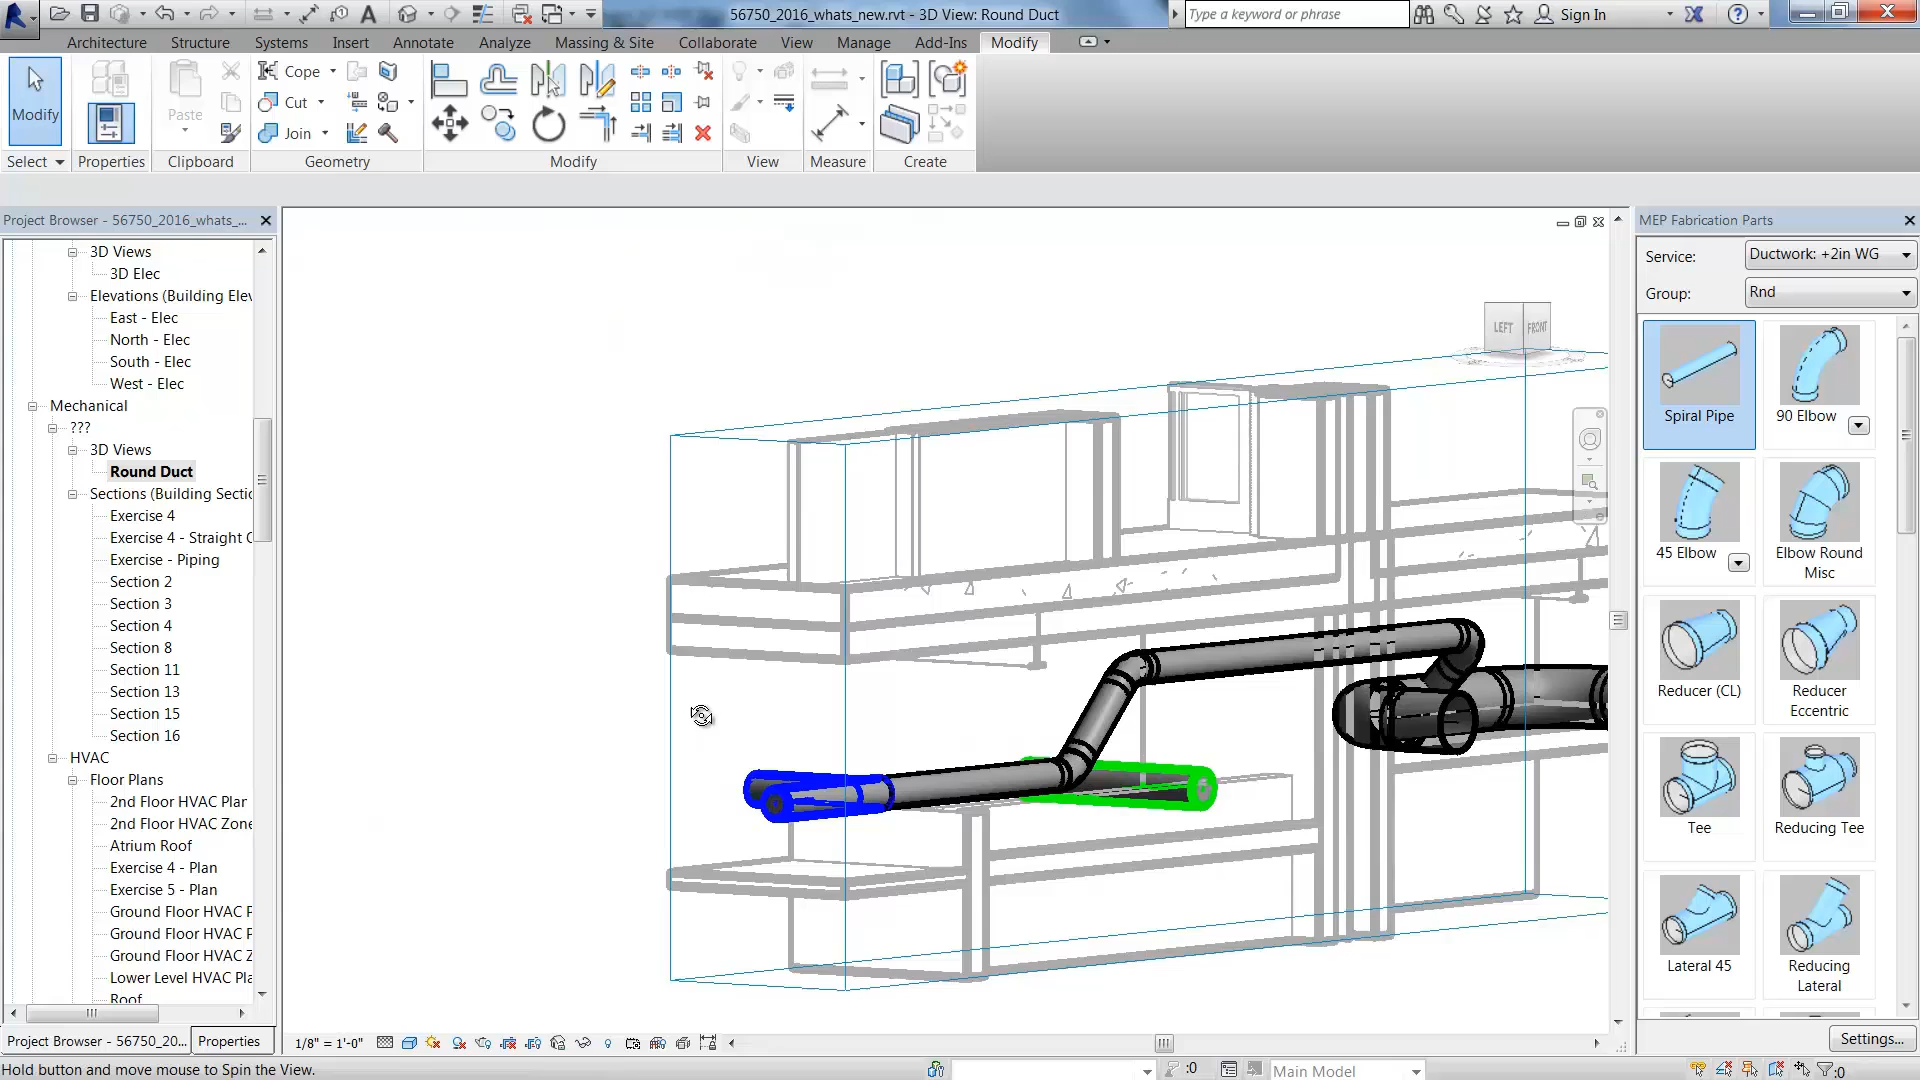 56750_2016_whats_new.rvt - 3D View: Round Duct
Type a keyword or phrase
Sign In
Architecture
Structure
Systems
Insert
Annotate
Analyze
Massing & Site
Collaborate
View
Manage
Add-Ins
Modify
Modify
Paste
Cope
Cut
Join
Select
Properties
Clipboard
Geometry
Modify
View
Measure
Create
Project Browser - 56750_2016_whats_...
3D Views
3D Elec
Elevations (Building Elev
East - Elec
North - Elec
South - Elec
West - Elec
Mechanical
???
3D Views
Round Duct
Sections (Building Sectio
Exercise 4
Exercise 4 - Straight C
Exercise - Piping
Section 2
Section 3
Section 4
Section 8
Section 11
Section 13
Section 15
Section 16
HVAC
Floor Plans
2nd Floor HVAC Plan
2nd Floor HVAC Zone
Atrium Roof
Exercise 4 - Plan
Exercise 5 - Plan
Ground Floor HVAC P
Ground Floor HVAC P
Ground Floor HVAC Z
Lower Level HVAC Pla
Roof
Project Browser - 56750_20...
Properties
LEFT
FRONT
1/8" = 1'-0"
MEP Fabrication Parts
Service:
Ductwork: +2in WG
Group:
Rnd
Spiral Pipe
90 Elbow
45 Elbow
Elbow Round
Misc
Reducer (CL)
Reducer
Eccentric
Tee
Reducing Tee
Lateral 45
Reducing
Lateral
Settings...
Hold button and move mouse to Spin the View.
:0
Main Model
:0